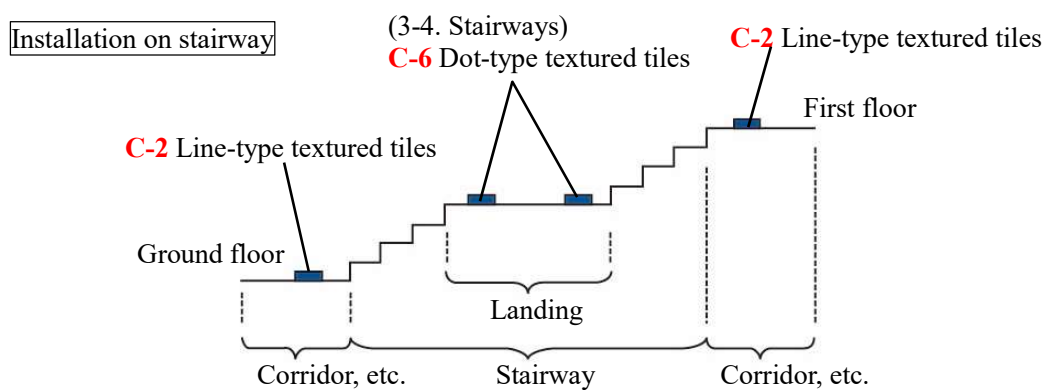 Installation on stairway
(3-4. Stairways)
C-6 Dot-type textured tiles
C-2 Line-type textured tiles
First floor
C-2 Line-type textured tiles
Ground floor
Landing
Corridor, etc.
Stairway
Corridor, etc.